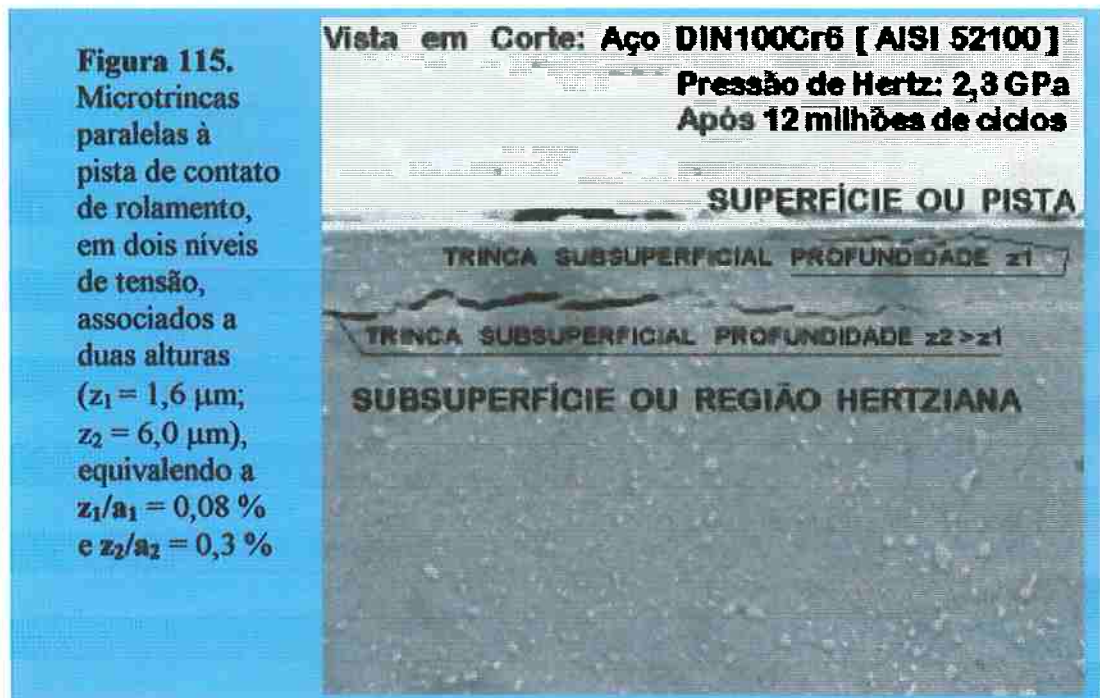 Figura 115.
Microtrincas
paralelas à
pista de contato
de rolamento,
em dois níveis
de tensão,
associados a
duas alturas
(z₁ = 1,6 μm;
z₂ = 6,0 μm),
equivalendo a
z₁/a₁ = 0,08 %
e z₂/a₂ = 0,3 %
Vista em Corte: Aço DIN100Cr6 [ AISI 52100 ]
Pressão de Hertz: 2,3 GPa
Após 12 milhões de ciclos
SUPERFÍCIE OU PISTA
TRINCA SUBSUPERFICIAL PROFUNDIDADE z1
TRINCA SUBSUPERFICIAL PROFUNDIDADE z2>z1
SUBSUPERFÍCIE OU REGIÃO HERTZIANA